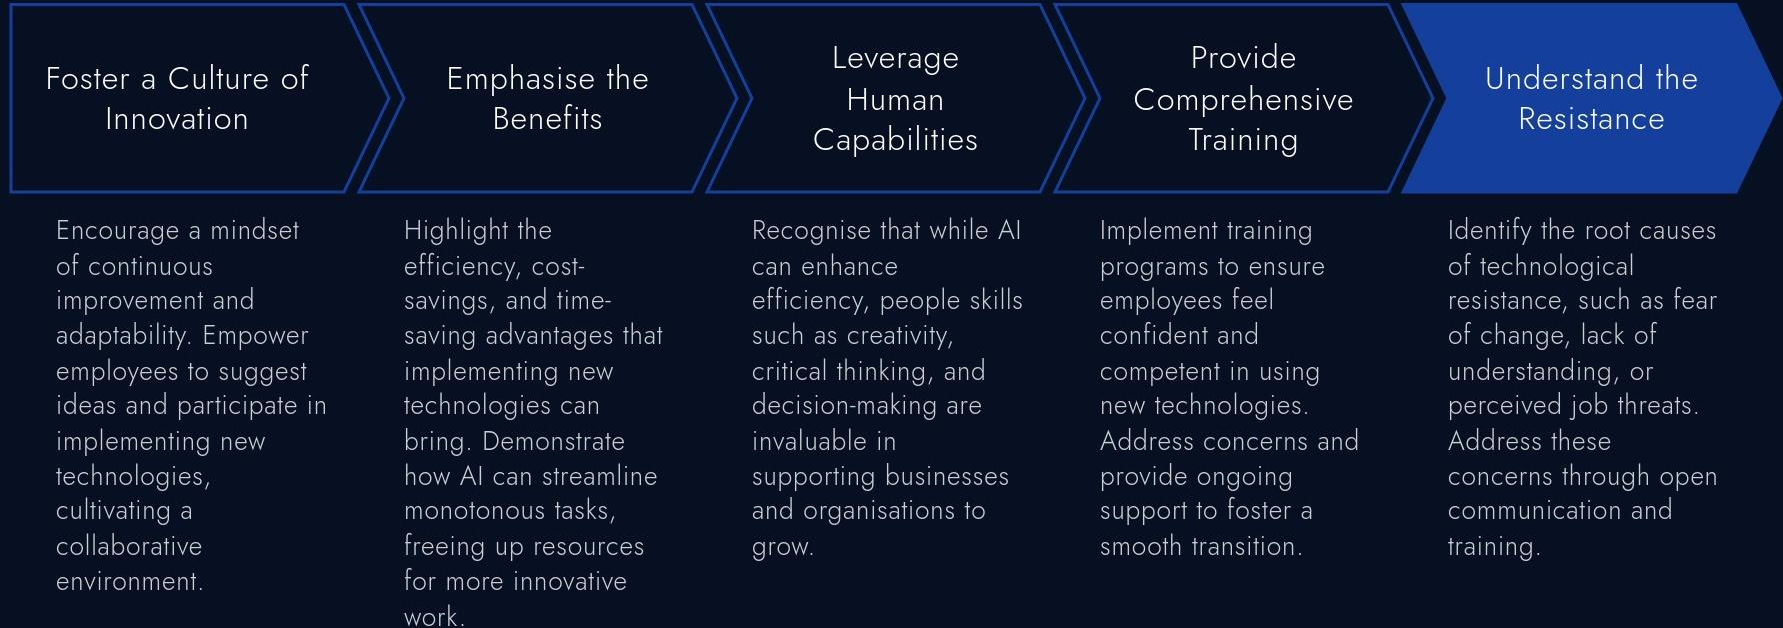 Foster a Culture of
Innovation
Encourage a mindset
of continuous
improvement and
adaptability. Empower
employees to suggest
ideas and participate in
implementing new
technologies,
cultivating a
collaborative
environment.
Emphasise the
Benefits
Highlight the
efficiency, cost-
savings, and time-
saving advantages that
implementing new
technologies can
bring. Demonstrate
how AI can streamline
monotonous tasks,
freeing up resources
for more innovative
work.
Leverage
Human
Capabilities
Recognise that while AI
can enhance
efficiency, people skills
such as creativity,
critical thinking, and
decision-making are
invaluable in
supporting businesses
and organisations to
grow.
Provide
Comprehensive
Training
Implement training
programs to ensure
employees feel
confident and
competent in using
new technologies.
Address concerns and
provide ongoing
support to foster a
smooth transition.
Understand the
Resistance
Identify the root causes
of technological
resistance, such as fear
of change, lack of
understanding, or
perceived job threats.
Address these
concerns through open
communication and
training.